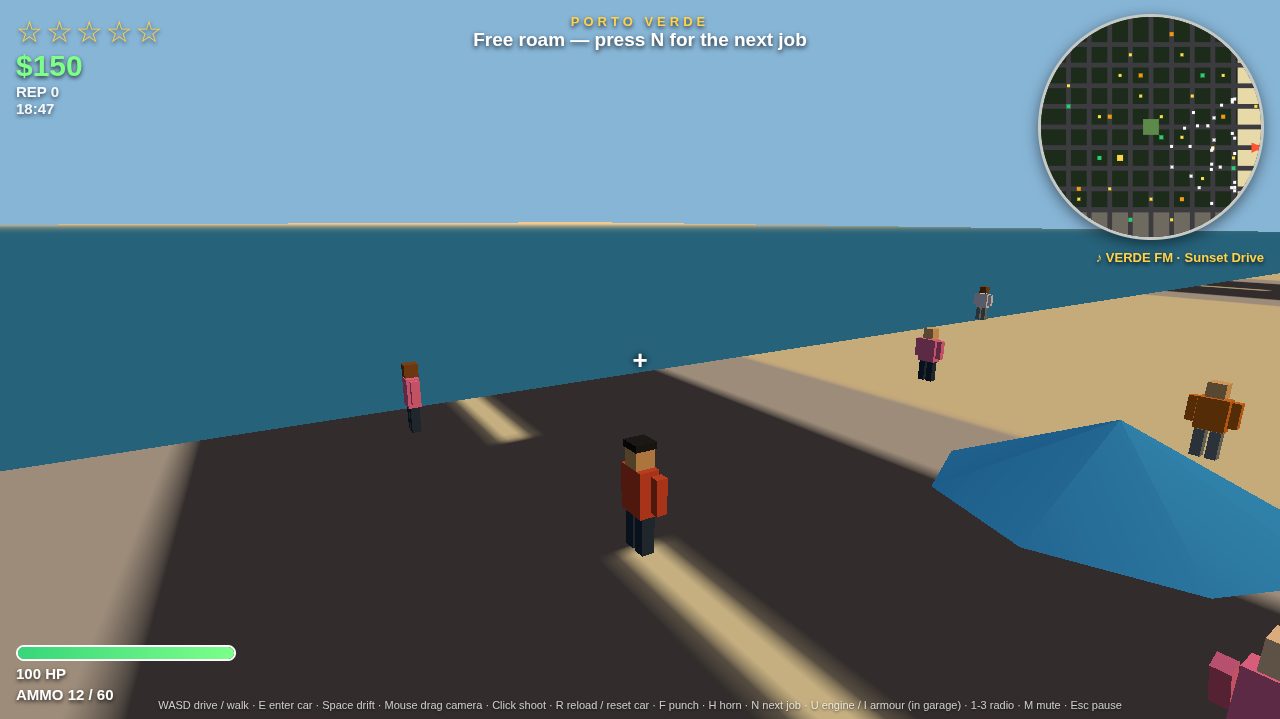 ☆☆☆☆☆
$150
REP 0
18:47
PORTO VERDE
Free roam — press N for the next job
♪ VERDE FM · Sunset Drive
100 HP
AMMO 12 / 60
WASD drive / walk · E enter car · Space drift · Mouse drag camera · Click shoot · R reload / reset car · F punch · H horn · N next job · U engine / I armour (in garage) · 1-3 radio · M mute · Esc pause